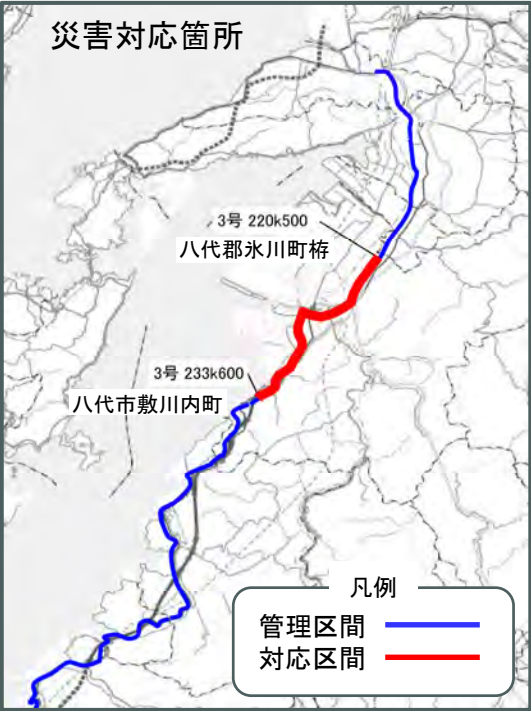 災害対応箇所
3号 220k500
八代郡氷川町栫
3号 233k600
八代市敷川内町
凡例
管理区間
対応区間